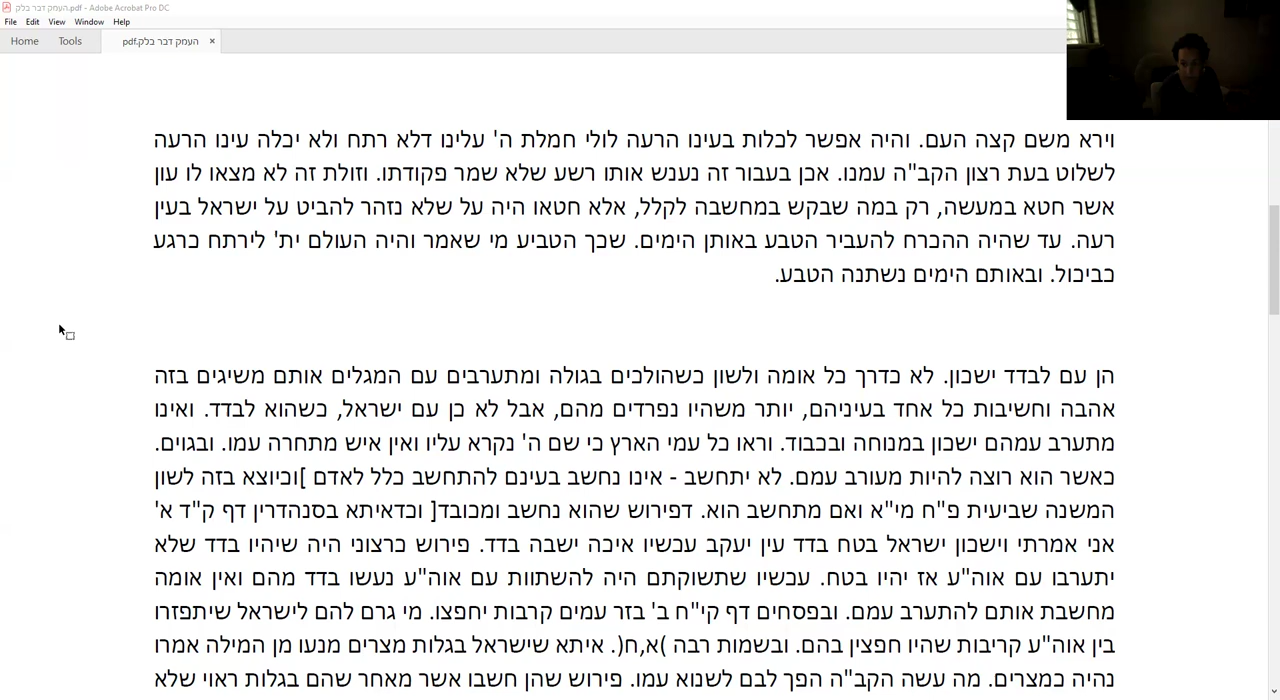 העמק דבר בלק.pdf - Adobe Acrobat Pro DC
File Edit View Window Help
Home Tools העמק דבר בלק.pdf ×
וירא משם קצה העם. והיה אפשר לכלות בעינו הרעה לולי חמלת ה' עלינו דלא רתח ולא יכלה עינו הרעה
לשלוט בעת רצון הקב"ה עמנו. אכן בעבור זה נענש אותו רשע שלא שמר פקודתו. וזולת זה לא מצאו לו עון
אשר חטא במעשה, רק במה שבקש במחשבה לקלל, אלא חטאו היה על שלא נזהר להביט על ישראל בעין
רעה. עד שהיה ההכרח להעביר הטבע באותן הימים. שכך הטביע מי שאמר והיה העולם ית' לירתח כרגע
כביכול. ובאותם הימים נשתנה הטבע.
הן עם לבדד ישכון. לא כדרך כל אומה ולשון כשהולכים בגולה ומתערבים עם המגלים אותם משיגים בזה
אהבה וחשיבות כל אחד בעיניהם, יותר משהיו נפרדים מהם, אבל לא כן עם ישראל, כשהוא לבדד. ואינו
מתערב עמהם ישכון במנוחה ובכבוד. וראו כל עמי הארץ כי שם ה' נקרא עליו ואין איש מתחרה עמו. ובגוים.
כאשר הוא רוצה להיות מעורב עמם. לא יתחשב - אינו נחשב בעינם להתחשב כלל לאדם ]וכיוצא בזה לשון
המשנה שביעית פ"ח מי"א ואם מתחשב הוא. דפירוש שהוא נחשב ומכובד[ וכדאיתא בסנהדרין דף ק"ד א'
אני אמרתי וישכון ישראל בטח בדד עין יעקב עכשיו איכה ישבה בדד. פירוש כרצוני היה שיהיו בדד שלא
יתערבו עם אוה"ע אז יהיו בטח. עכשיו שתשוקתם היה להשתוות עם אוה"ע נעשו בדד מהם ואין אומה
מחשבת אותם להתערב עמם. ובפסחים דף קי"ח ב' בזר עמים קרבות יחפצו. מי גרם להם לישראל שיתפזרו
בין אוה"ע קריבות שהיו חפצין בהם. ובשמות רבה )א,ח(. איתא שישראל בגלות מצרים מנעו מן המילה אמרו
נהיה כמצרים. מה עשה הקב"ה הפך לבם לשנוא עמו. פירוש שהן חשבו אשר מאחר שהם בגלות ראוי שלא